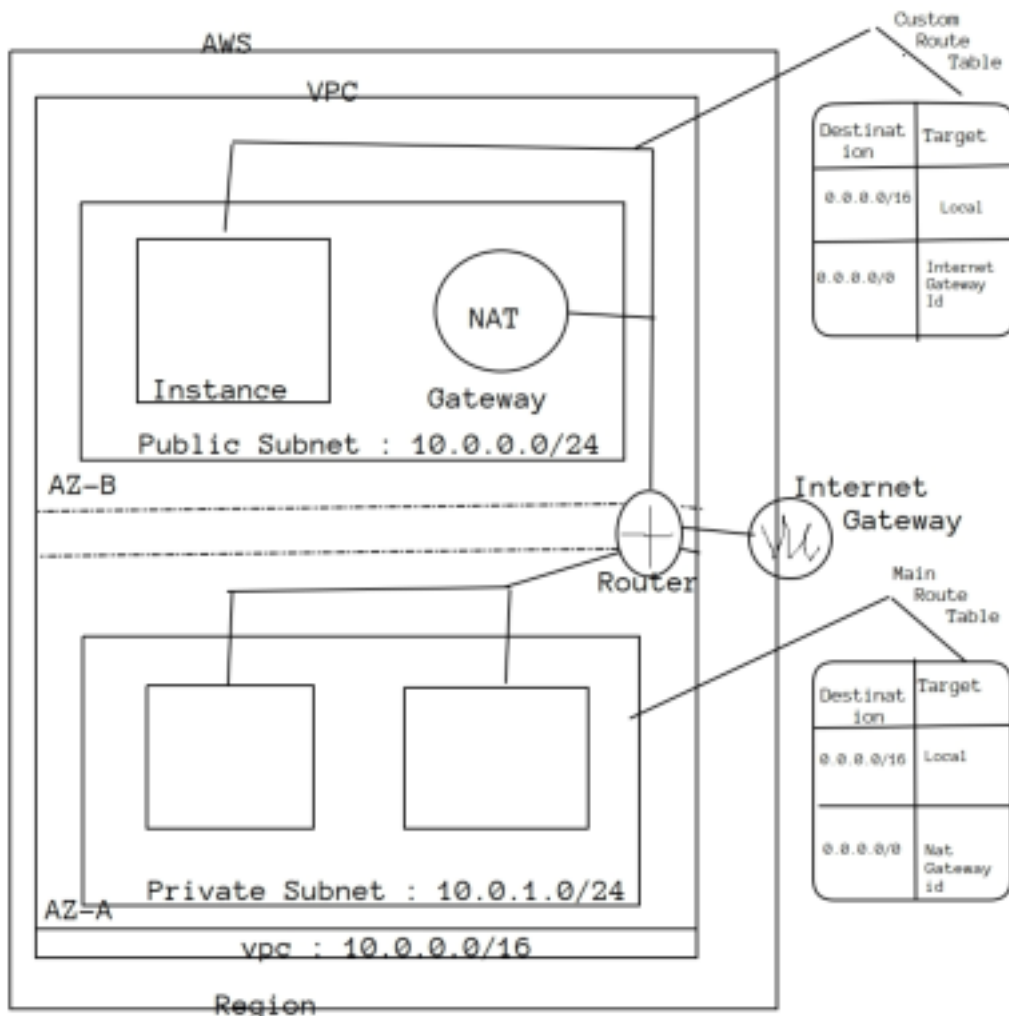 AWS
VPC
Instance
NAT
Gateway
Public Subnet : 10.0.0.0/24
AZ-B
Router
Internet
Gateway
Private Subnet : 10.0.1.0/24
AZ-A
vpc : 10.0.0.0/16
Region
Custom
Route
Table
Destinat
ion
Target
0.0.0.0/16
Local
0.0.0.0/0
Internet
Gateway
Id
Main
Route
Table
Destinat
ion
Target
0.0.0.0/16
Local
0.0.0.0/0
Nat
Gateway
id